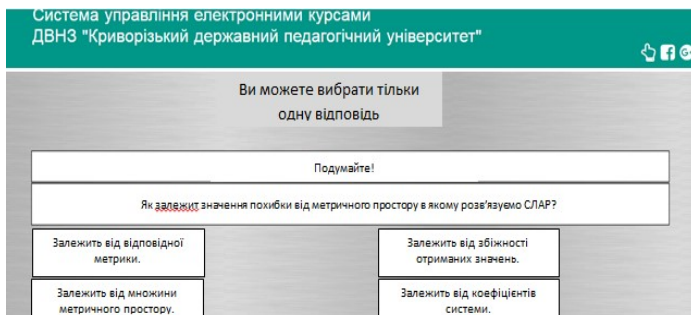 Система управління електронними курсами
ДВНЗ "Криворізький державний педагогічний університет"
Ви можете вибрати тільки
одну відповідь
Подумайте!
Як залежит значення похибки від метричного простору в якому розв'язуємо СЛАР?
Залежить від відповідної
метрики.
Залежить від збіжності
отриманих значень.
Залежить від множини
метричного простору.
Залежить від коефіцієнтів
системи.